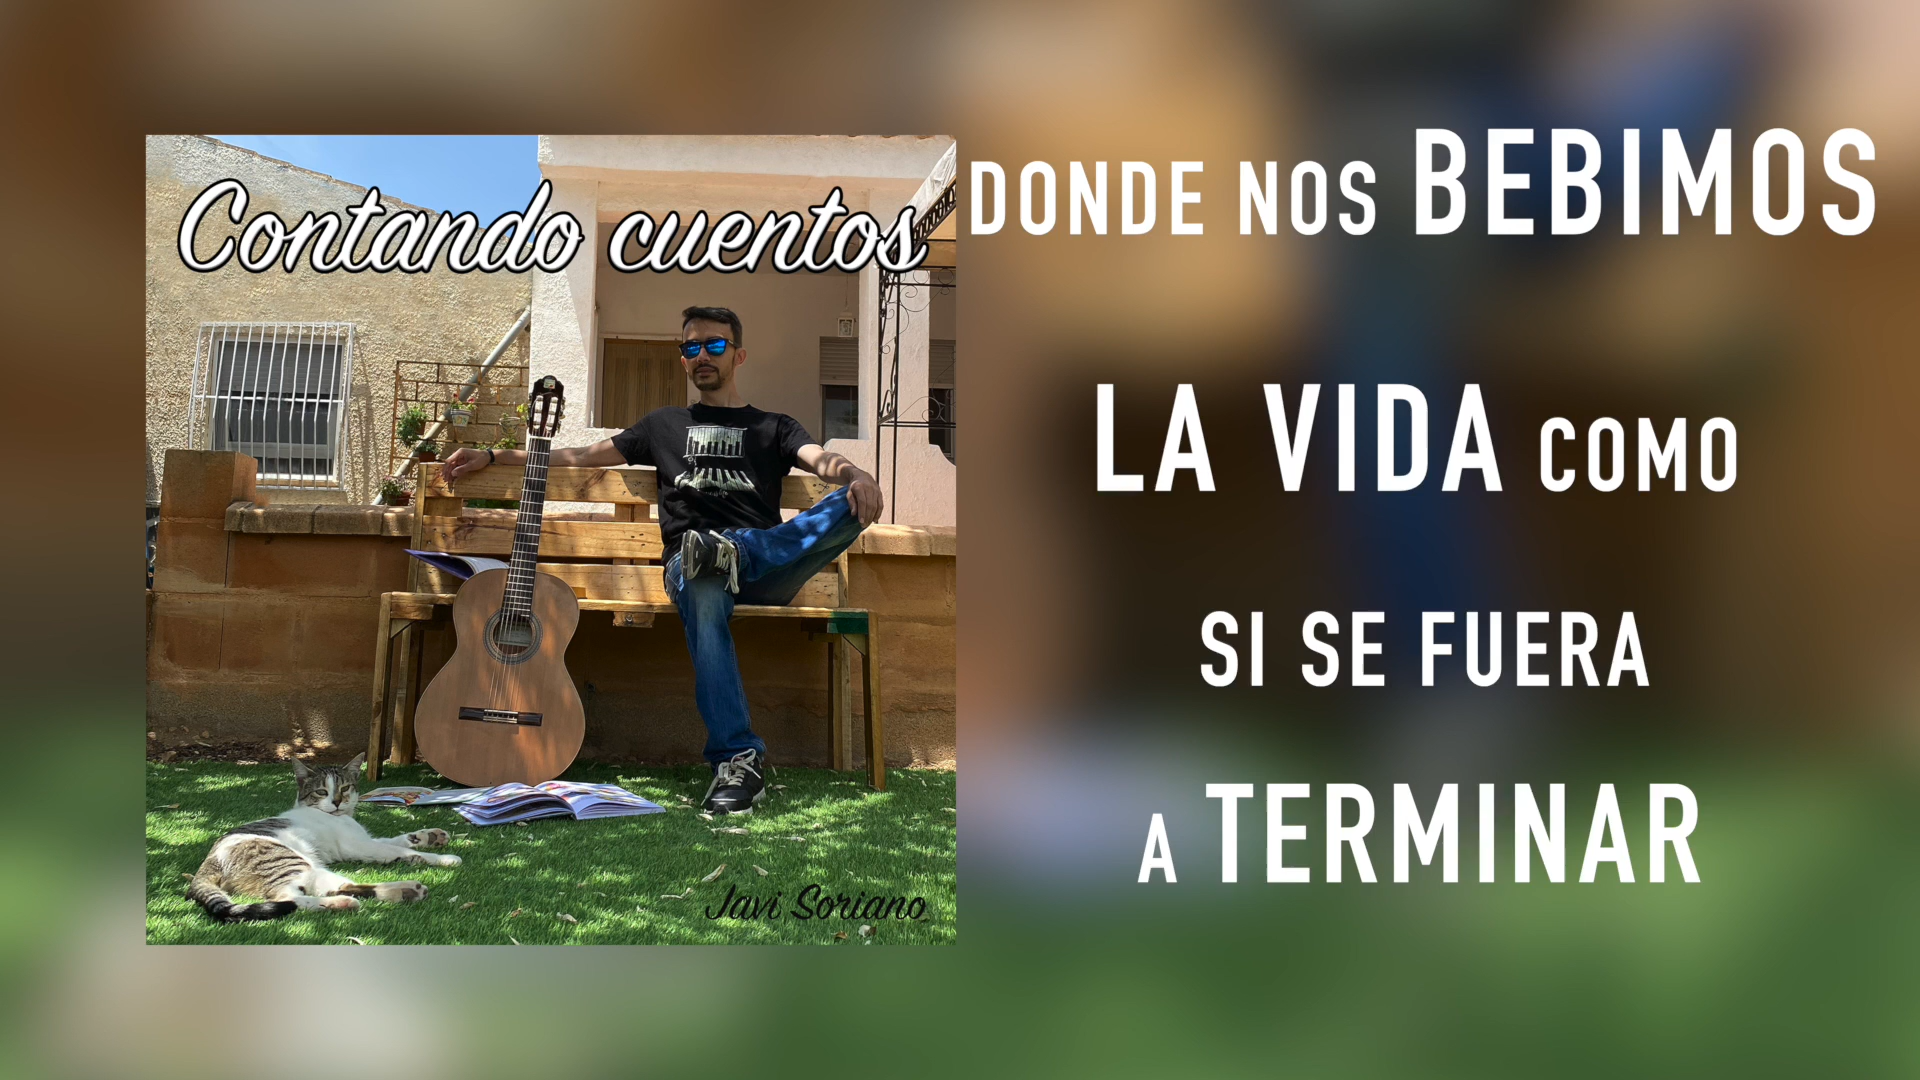 Contando cuentos
Javi Soriano
DONDE NOS BEBIMOS
LA VIDA COMO
SI SE FUERA
A TERMINAR